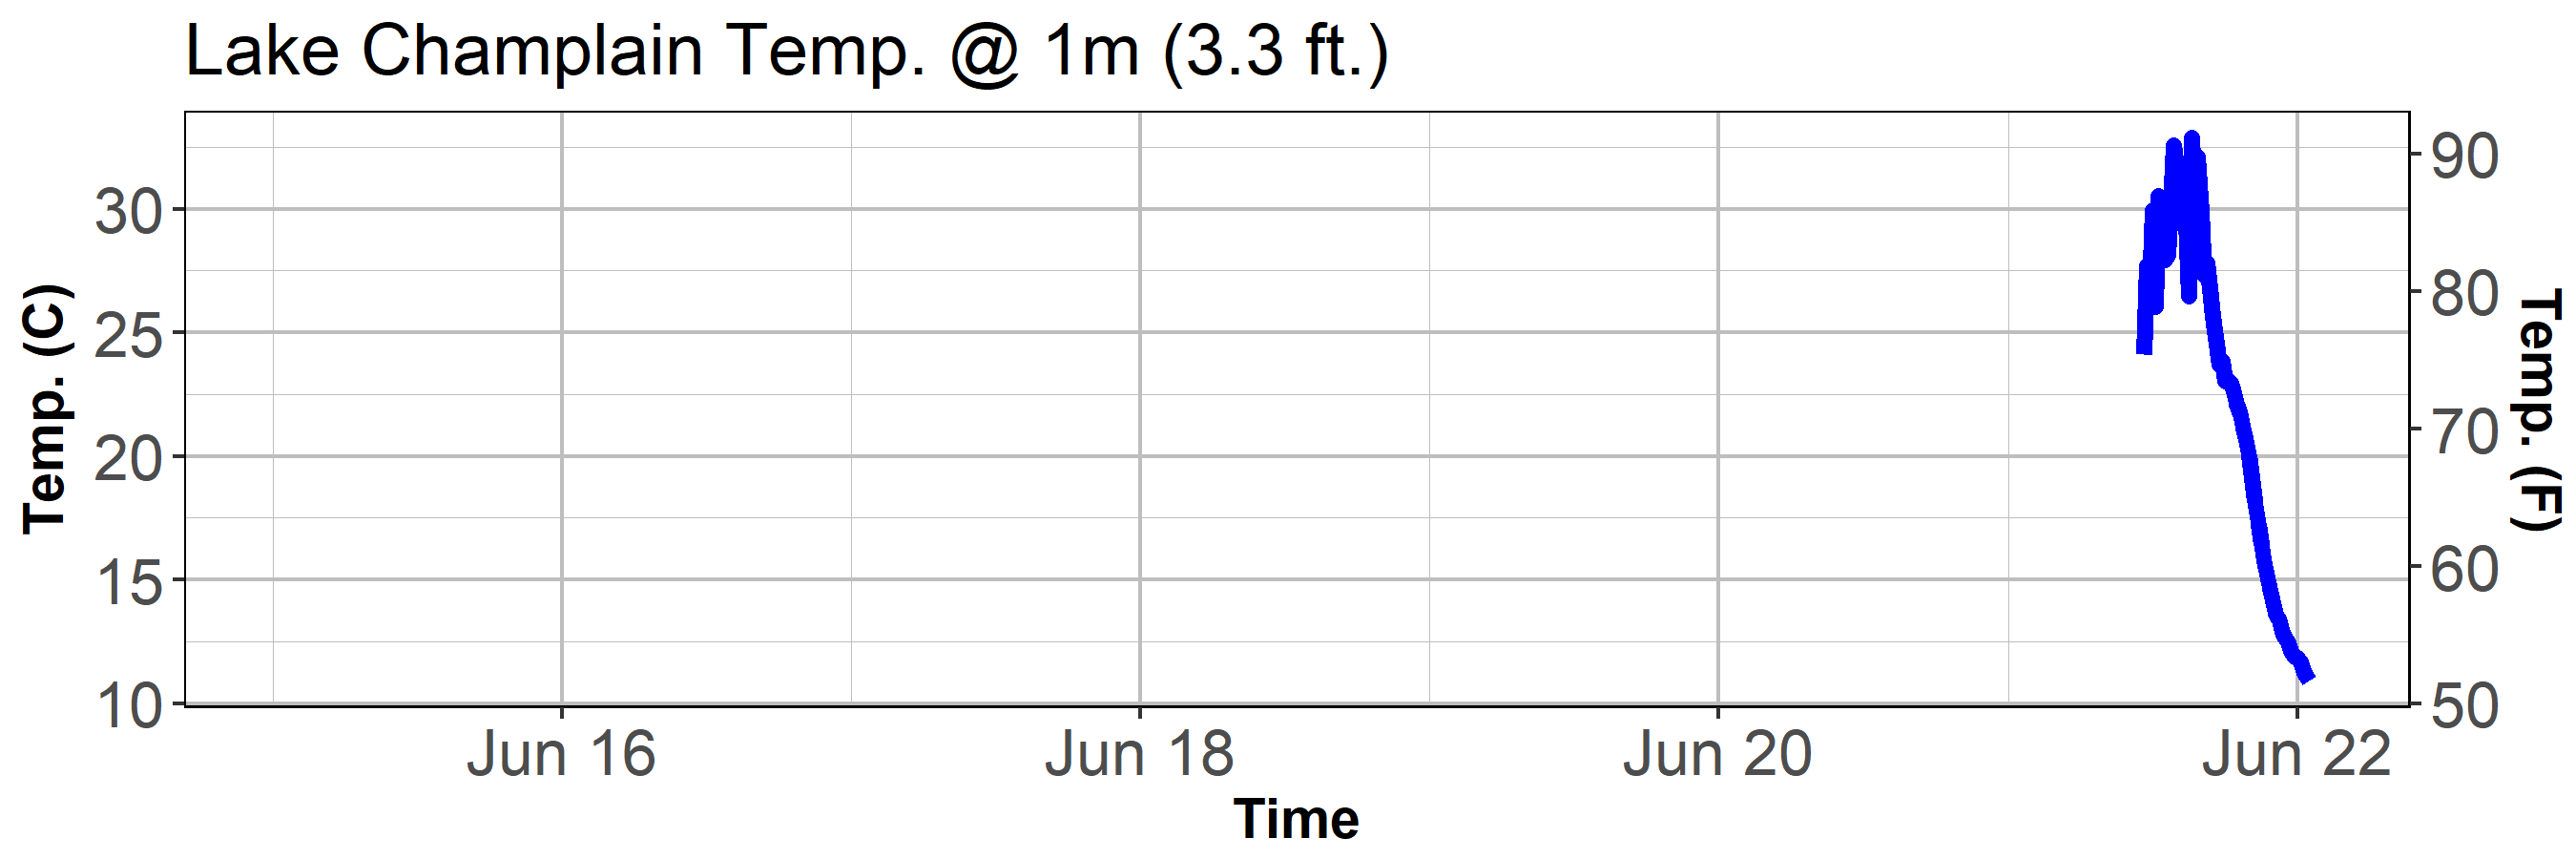 Lake Champlain Temp. @ 1m (3.3 ft.)
Temp. (C)
30
25
20
15
10
90
80
70
60
50
Temp. (F)
Jun 16
Jun 18
Jun 20
Jun 22
Time